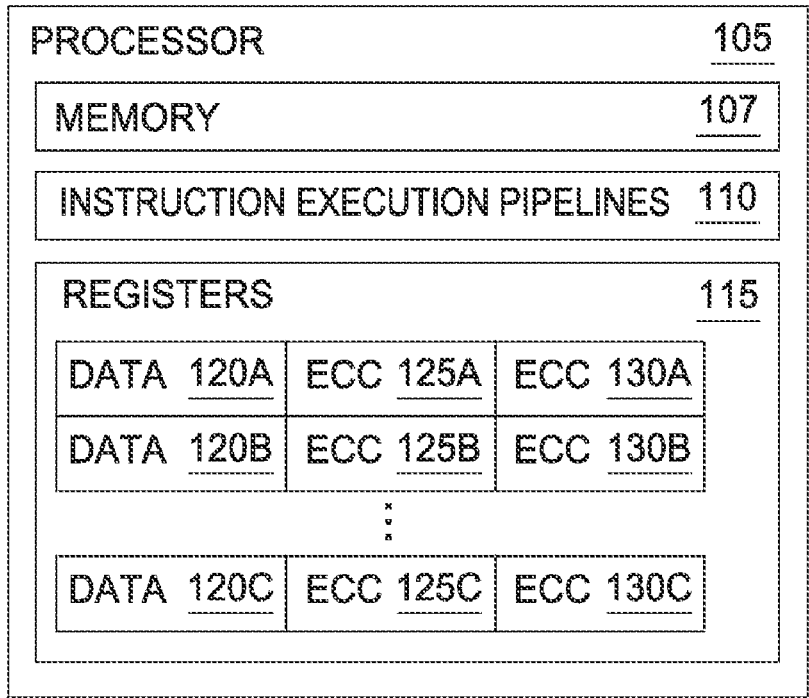 PROCESSOR 105
MEMORY 107
INSTRUCTION EXECUTION PIPELINES 110
REGISTERS 115
DATA 120A ECC 125A ECC 130A
DATA 120B ECC 125B ECC 130B
DATA 120C ECC 125C ECC 130C